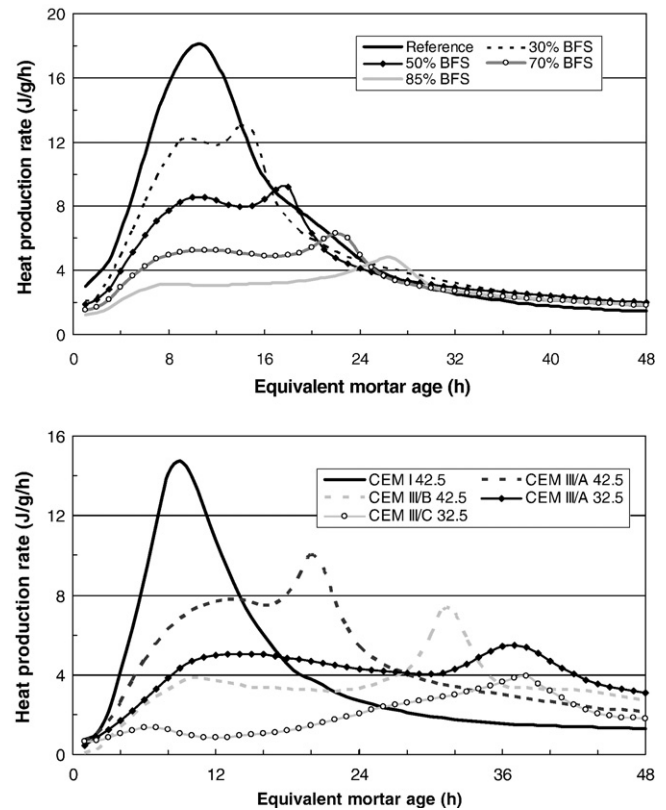 20
16
12
8
4
0
Heat production rate (J/g/h)
Reference
30% BFS
50% BFS
70% BFS
85% BFS
0 8 16 24 32 40 48
Equivalent mortar age (h)
16
12
8
4
0
Heat production rate (J/g/h)
CEM I 42.5
CEM III/A 42.5
CEM III/B 42.5
CEM III/A 32.5
CEM III/C 32.5
0 12 24 36 48
Equivalent mortar age (h)